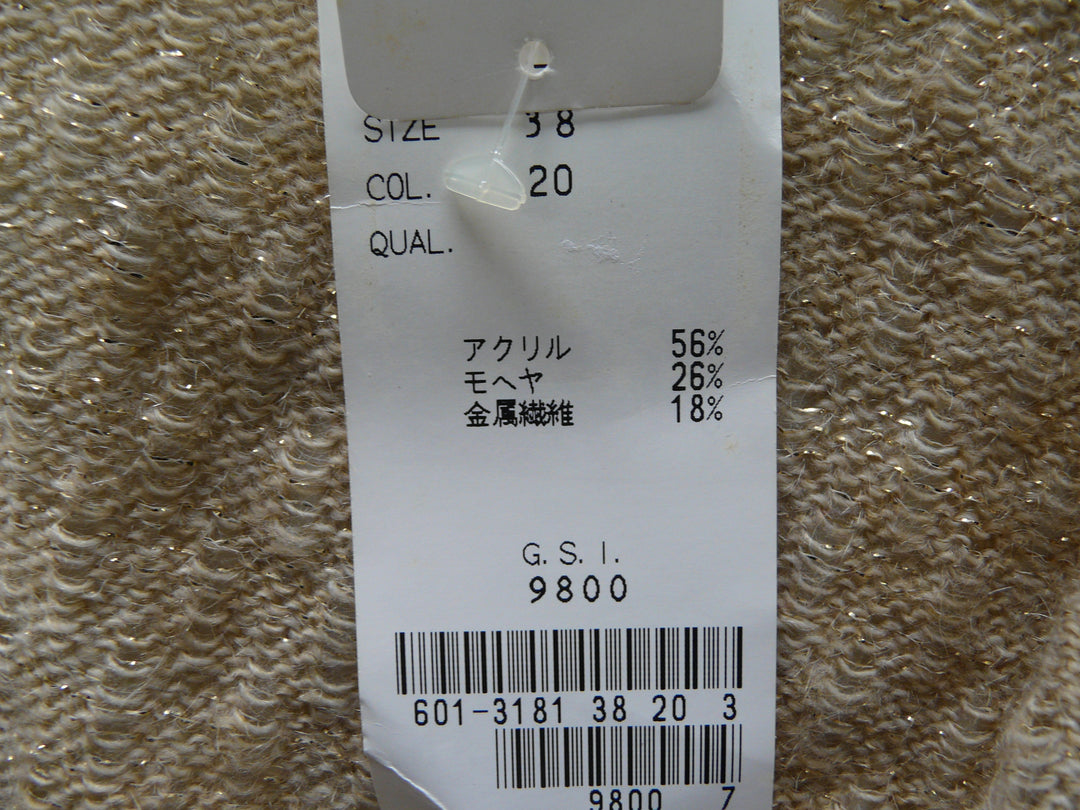 SIZE 38
COL. 20
QUAL.
アクリル 56%
モヘヤ 26%
金属繊維 18%
G.S.I.
9800
601-3181 38 20 3
9800 7